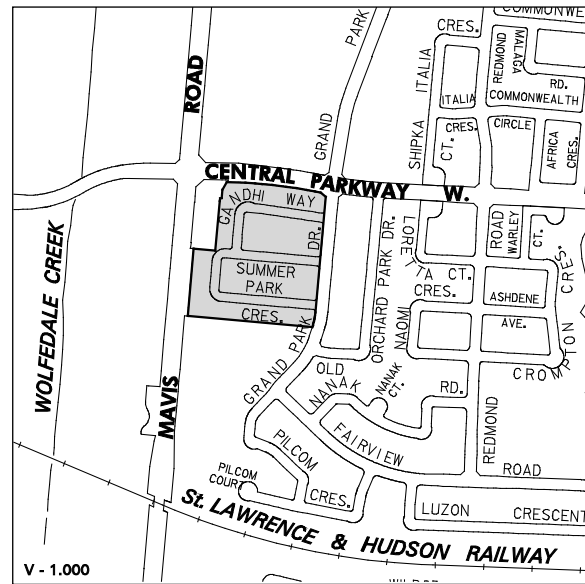 COMMONWE
CRES.
PARK
ITALIA
REDMOND
MALAGA
RD.
COMMONWEALTH
ROAD
ITALIA
SHIPKA
GRAND
CRES.
CT.
CIRCLE
AFRICA
CRES.
CENTRAL PARKWAY W.
GANDHI WAY
DR.
ORCHARD PARK DR.
LORETTA CT.
ROAD
WARLEY
CT.
SUMMER
PARK
CRES.
NAOMI
CRES.
ASHDENE
AVE.
CROMPTON CRES.
WOLFEDALE CREEK
GRAND PARK
OLD
NANAK
RD.
NANAK
CT.
MAVIS
FAIRVIEW
ROAD
REDMOND
PILCOM
CRES.
PILCOM
COURT
LUZON CRESCENT
St. LAWRENCE & HUDSON RAILWAY
V - 1.000